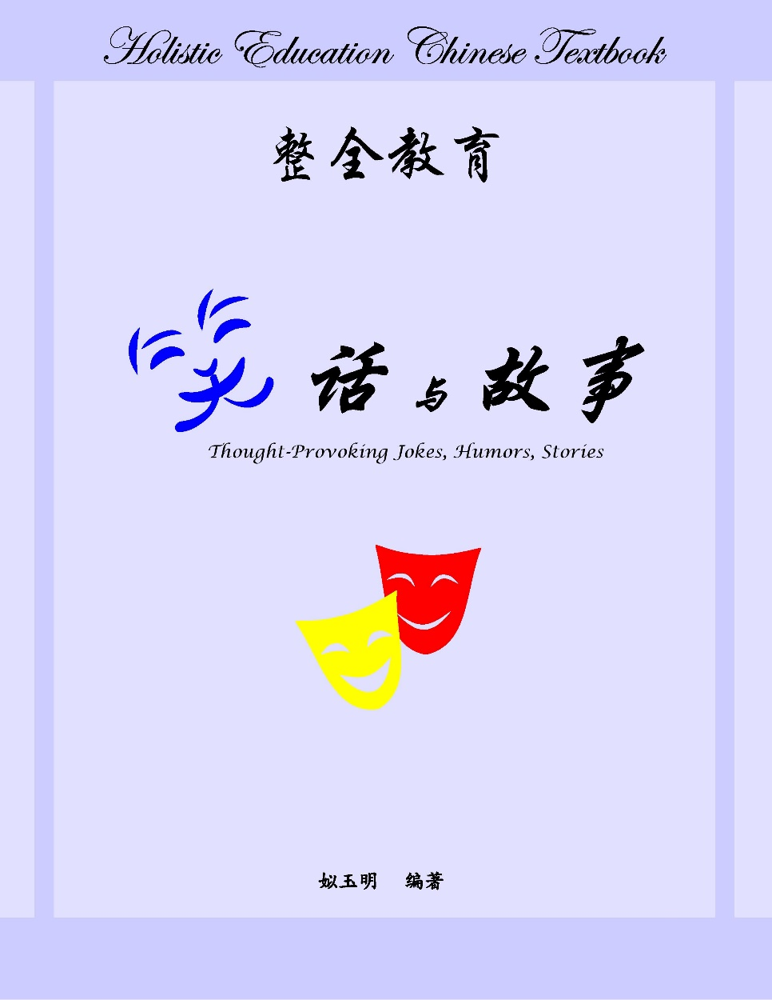 Holistic Education Chinese Textbook
整全教育
笑话与故事
Thought-Provoking Jokes, Humors, Stories
姒玉明 编著